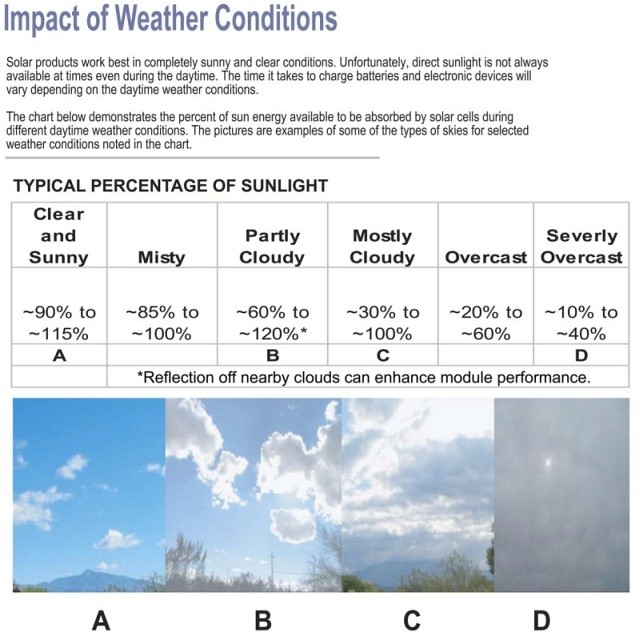 Impact of Weather Conditions
Solar products work best in completely sunny and clear conditions. Unfortunately, direct sunlight is not always
available at times even during the daytime. The time it takes to charge batteries and electronic devices will
vary depending on the daytime weather conditions.
The chart below demonstrates the percent of sun energy available to be absorbed by solar cells during
different daytime weather conditions. The pictures are examples of some of the types of skies for selected
weather conditions noted in the chart.
TYPICAL PERCENTAGE OF SUNLIGHT
Clear
and
Sunny
Misty
Partly
Cloudy
Mostly
Cloudy
Overcast
Severly
Overcast
~90% to
~115%
~85% to
~100%
~60% to
~120%*
~30% to
~100%
~20% to
~60%
~10% to
~40%
A
B
C
D
*Reflection off nearby clouds can enhance module performance.
A
B
C
D